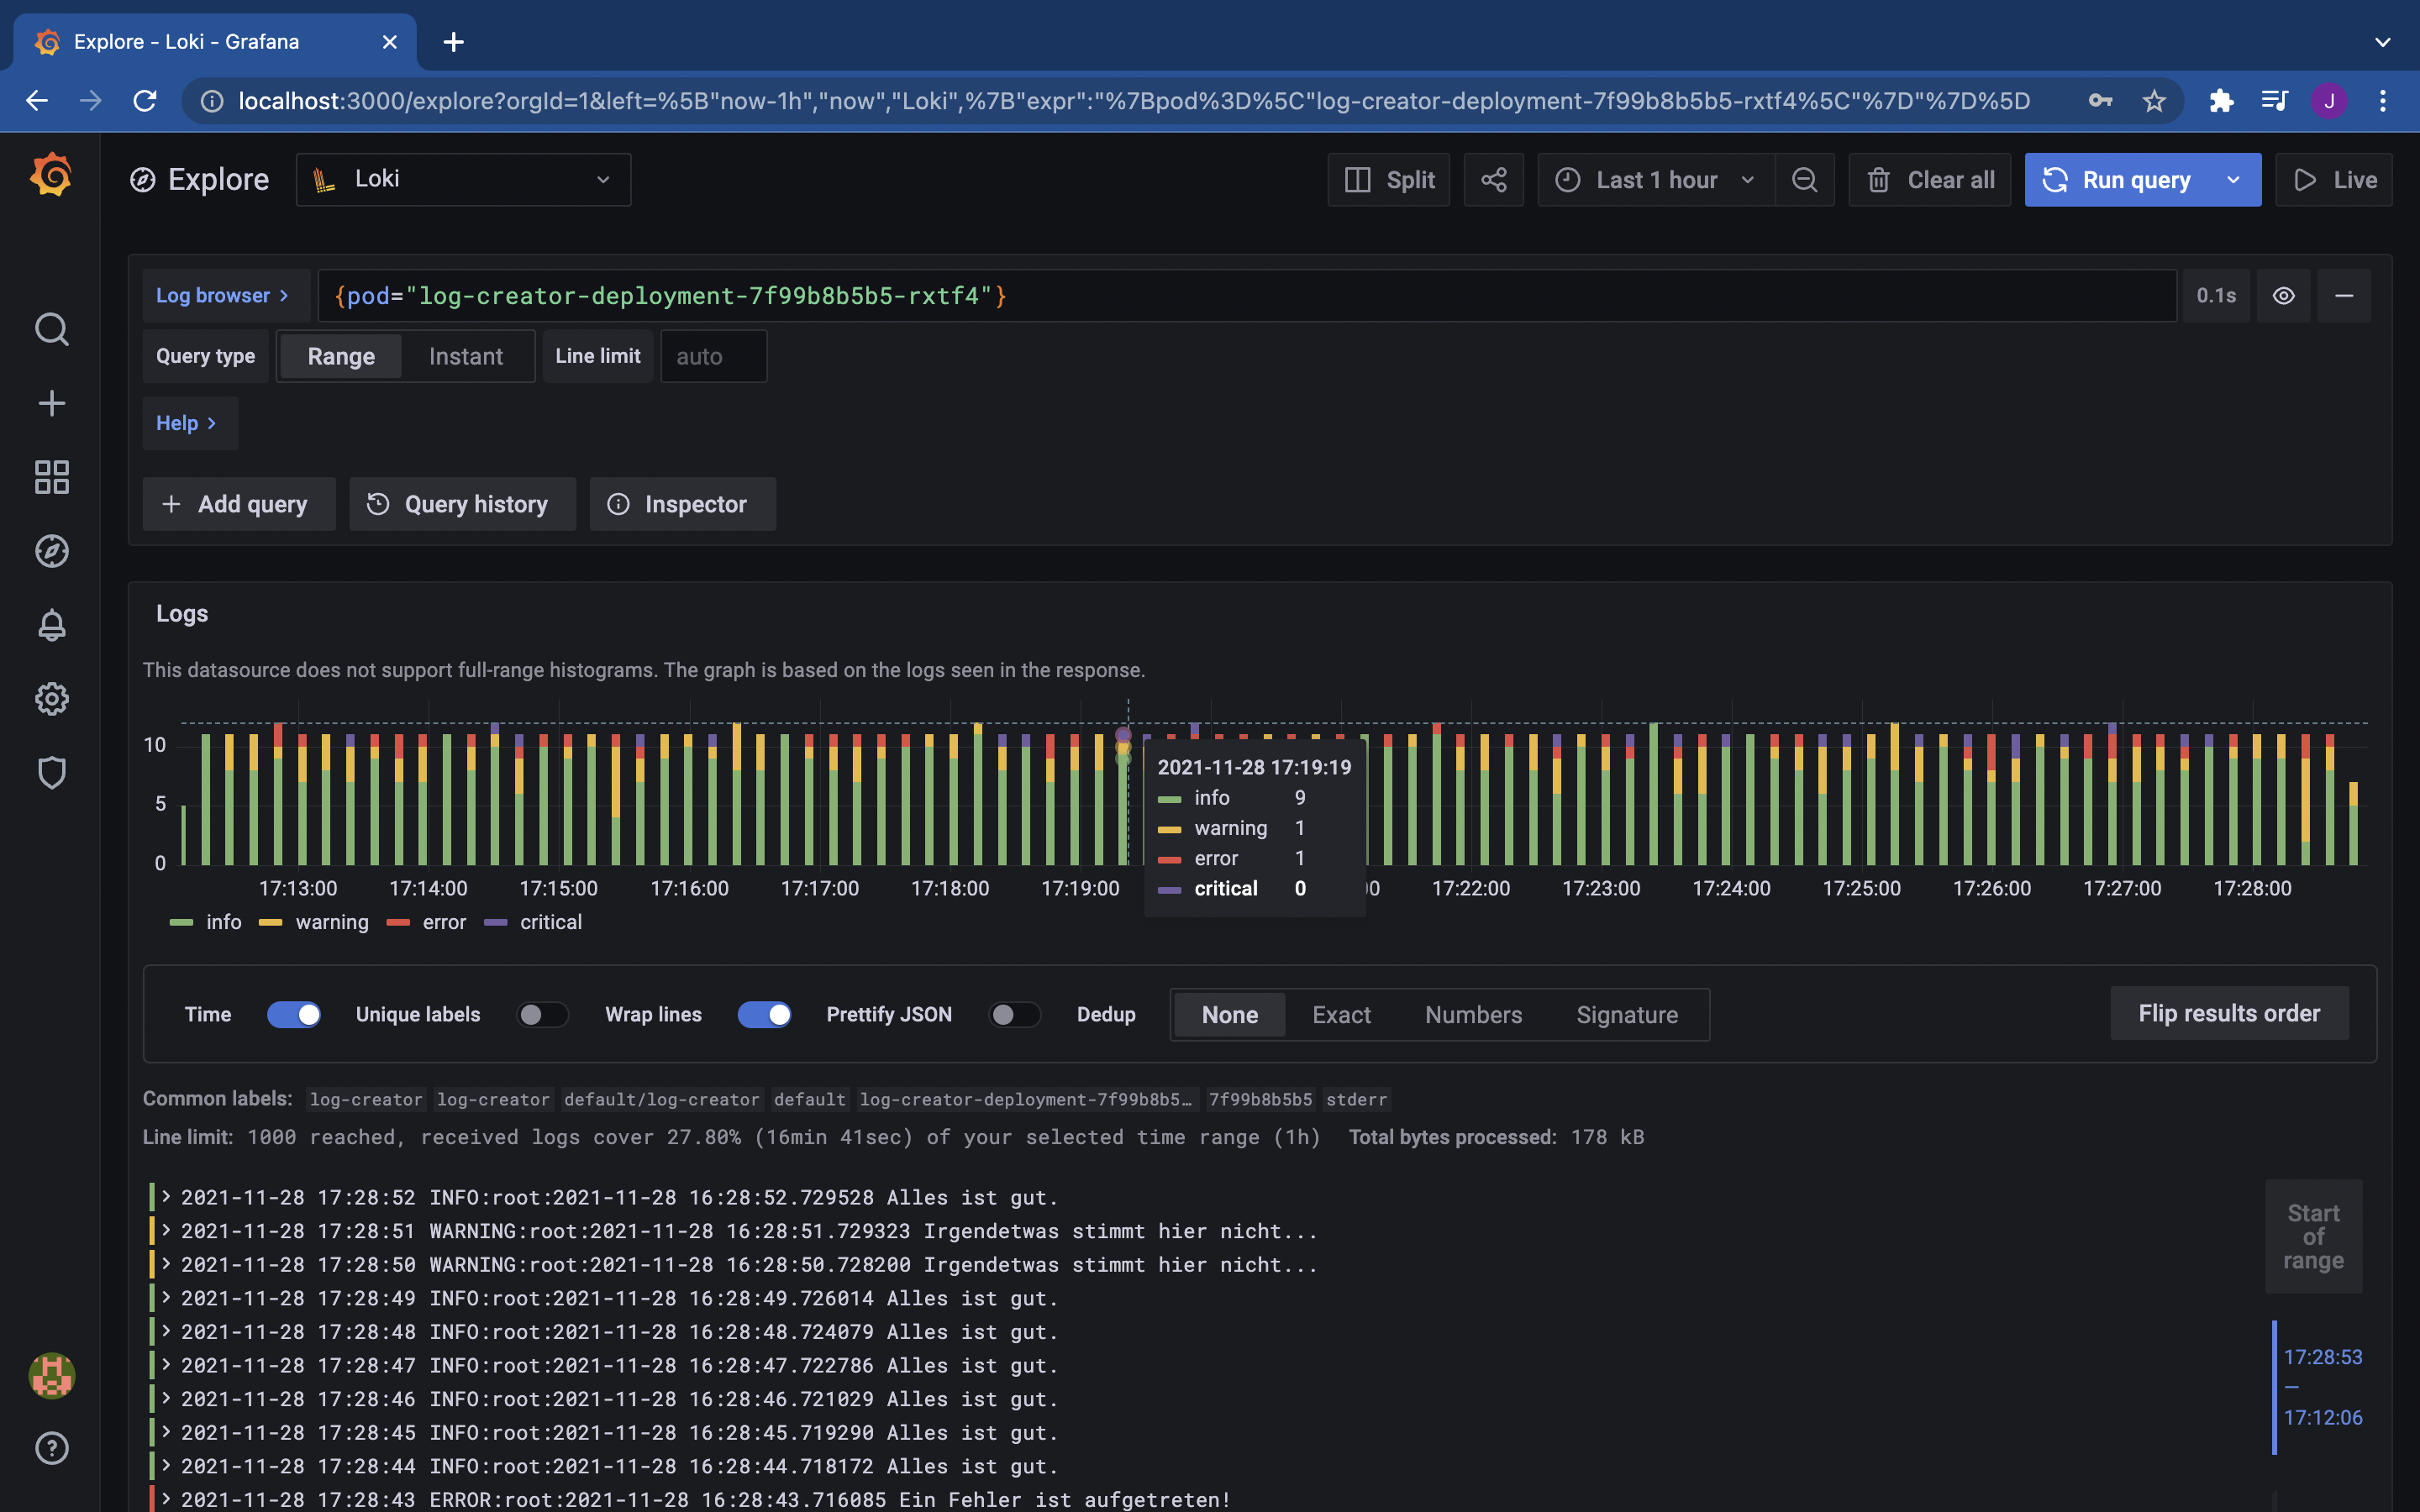 Explore - Loki - Grafana
localhost:3000/explore?orgId=1&left=%5B"now-1h","now","Loki",%7B"expr":"%7Bpod%3D%5C"log-creator-deployment-7f99b8b5b5-rxtf4%5C"%7D"%7D%5D
J
Explore
Loki
Split
Last 1 hour
Clear all
Run query
Live
Log browser
{pod="log-creator-deployment-7f99b8b5b5-rxtf4"}
0.1s
Query type
Range
Instant
Line limit
auto
Help
Add query
Query history
Inspector
Logs
This datasource does not support full-range histograms. The graph is based on the logs seen in the response.
10
5
0
2021-11-28 17:19:19
info 9
warning 1
error 1
critical 0
17:13:00 17:14:00 17:15:00 17:16:00 17:17:00 17:18:00 17:19:00 17:22:00 17:23:00 17:24:00 17:25:00 17:26:00 17:27:00 17:28:00
info warning error critical
Time Unique labels Wrap lines Prettify JSON Dedup None Exact Numbers Signature Flip results order
Common labels: log-creator log-creator default/log-creator default log-creator-deployment-7f99b8b5… 7f99b8b5b5 stderr
Line limit: 1000 reached, received logs cover 27.80% (16min 41sec) of your selected time range (1h) Total bytes processed: 178 kB
2021-11-28 17:28:52 INFO:root:2021-11-28 16:28:52.729528 Alles ist gut.
2021-11-28 17:28:51 WARNING:root:2021-11-28 16:28:51.729323 Irgendetwas stimmt hier nicht...
2021-11-28 17:28:50 WARNING:root:2021-11-28 16:28:50.728200 Irgendetwas stimmt hier nicht...
2021-11-28 17:28:49 INFO:root:2021-11-28 16:28:49.726014 Alles ist gut.
2021-11-28 17:28:48 INFO:root:2021-11-28 16:28:48.724079 Alles ist gut.
2021-11-28 17:28:47 INFO:root:2021-11-28 16:28:47.722786 Alles ist gut.
2021-11-28 17:28:46 INFO:root:2021-11-28 16:28:46.721029 Alles ist gut.
2021-11-28 17:28:45 INFO:root:2021-11-28 16:28:45.719290 Alles ist gut.
2021-11-28 17:28:44 INFO:root:2021-11-28 16:28:44.718172 Alles ist gut.
2021-11-28 17:28:43 ERROR:root:2021-11-28 16:28:43.716085 Ein Fehler ist aufgetreten!
Start
of
range
17:28:53
—
17:12:06